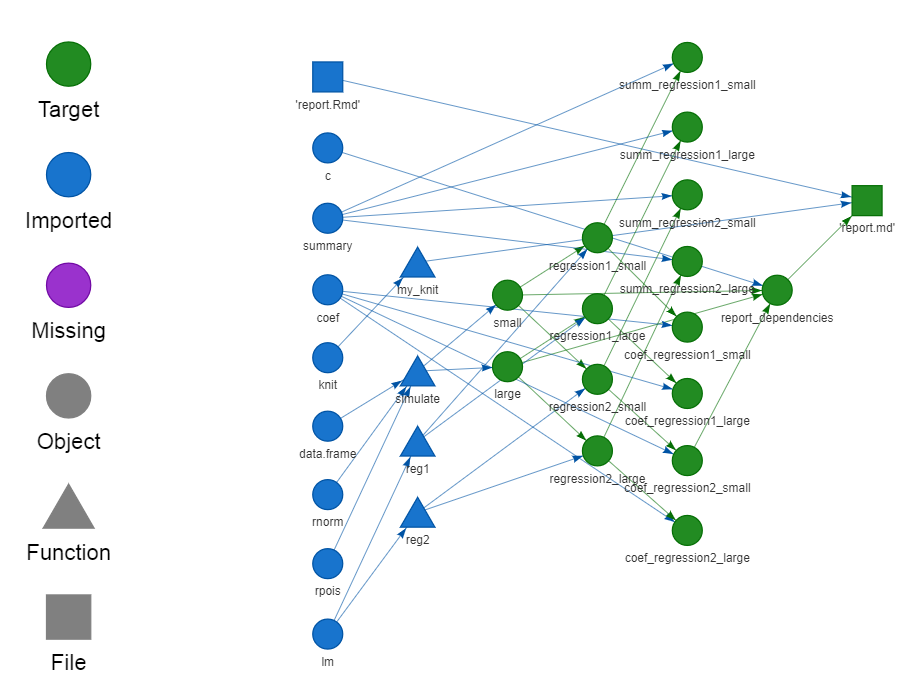 Target
Imported
Missing
Object
Function
File
'report.Rmd'
c
summary
coef
knit
data.frame
rnorm
rpois
lm
my_knit
simulate
reg1
reg2
small
large
regression1_small
regression1_large
regression2_small
regression2_large
summ_regression1_small
summ_regression1_large
summ_regression2_small
summ_regression2_large
coef_regression1_small
coef_regression1_large
coef_regression2_small
coef_regression2_large
report_dependencies
'report.md'